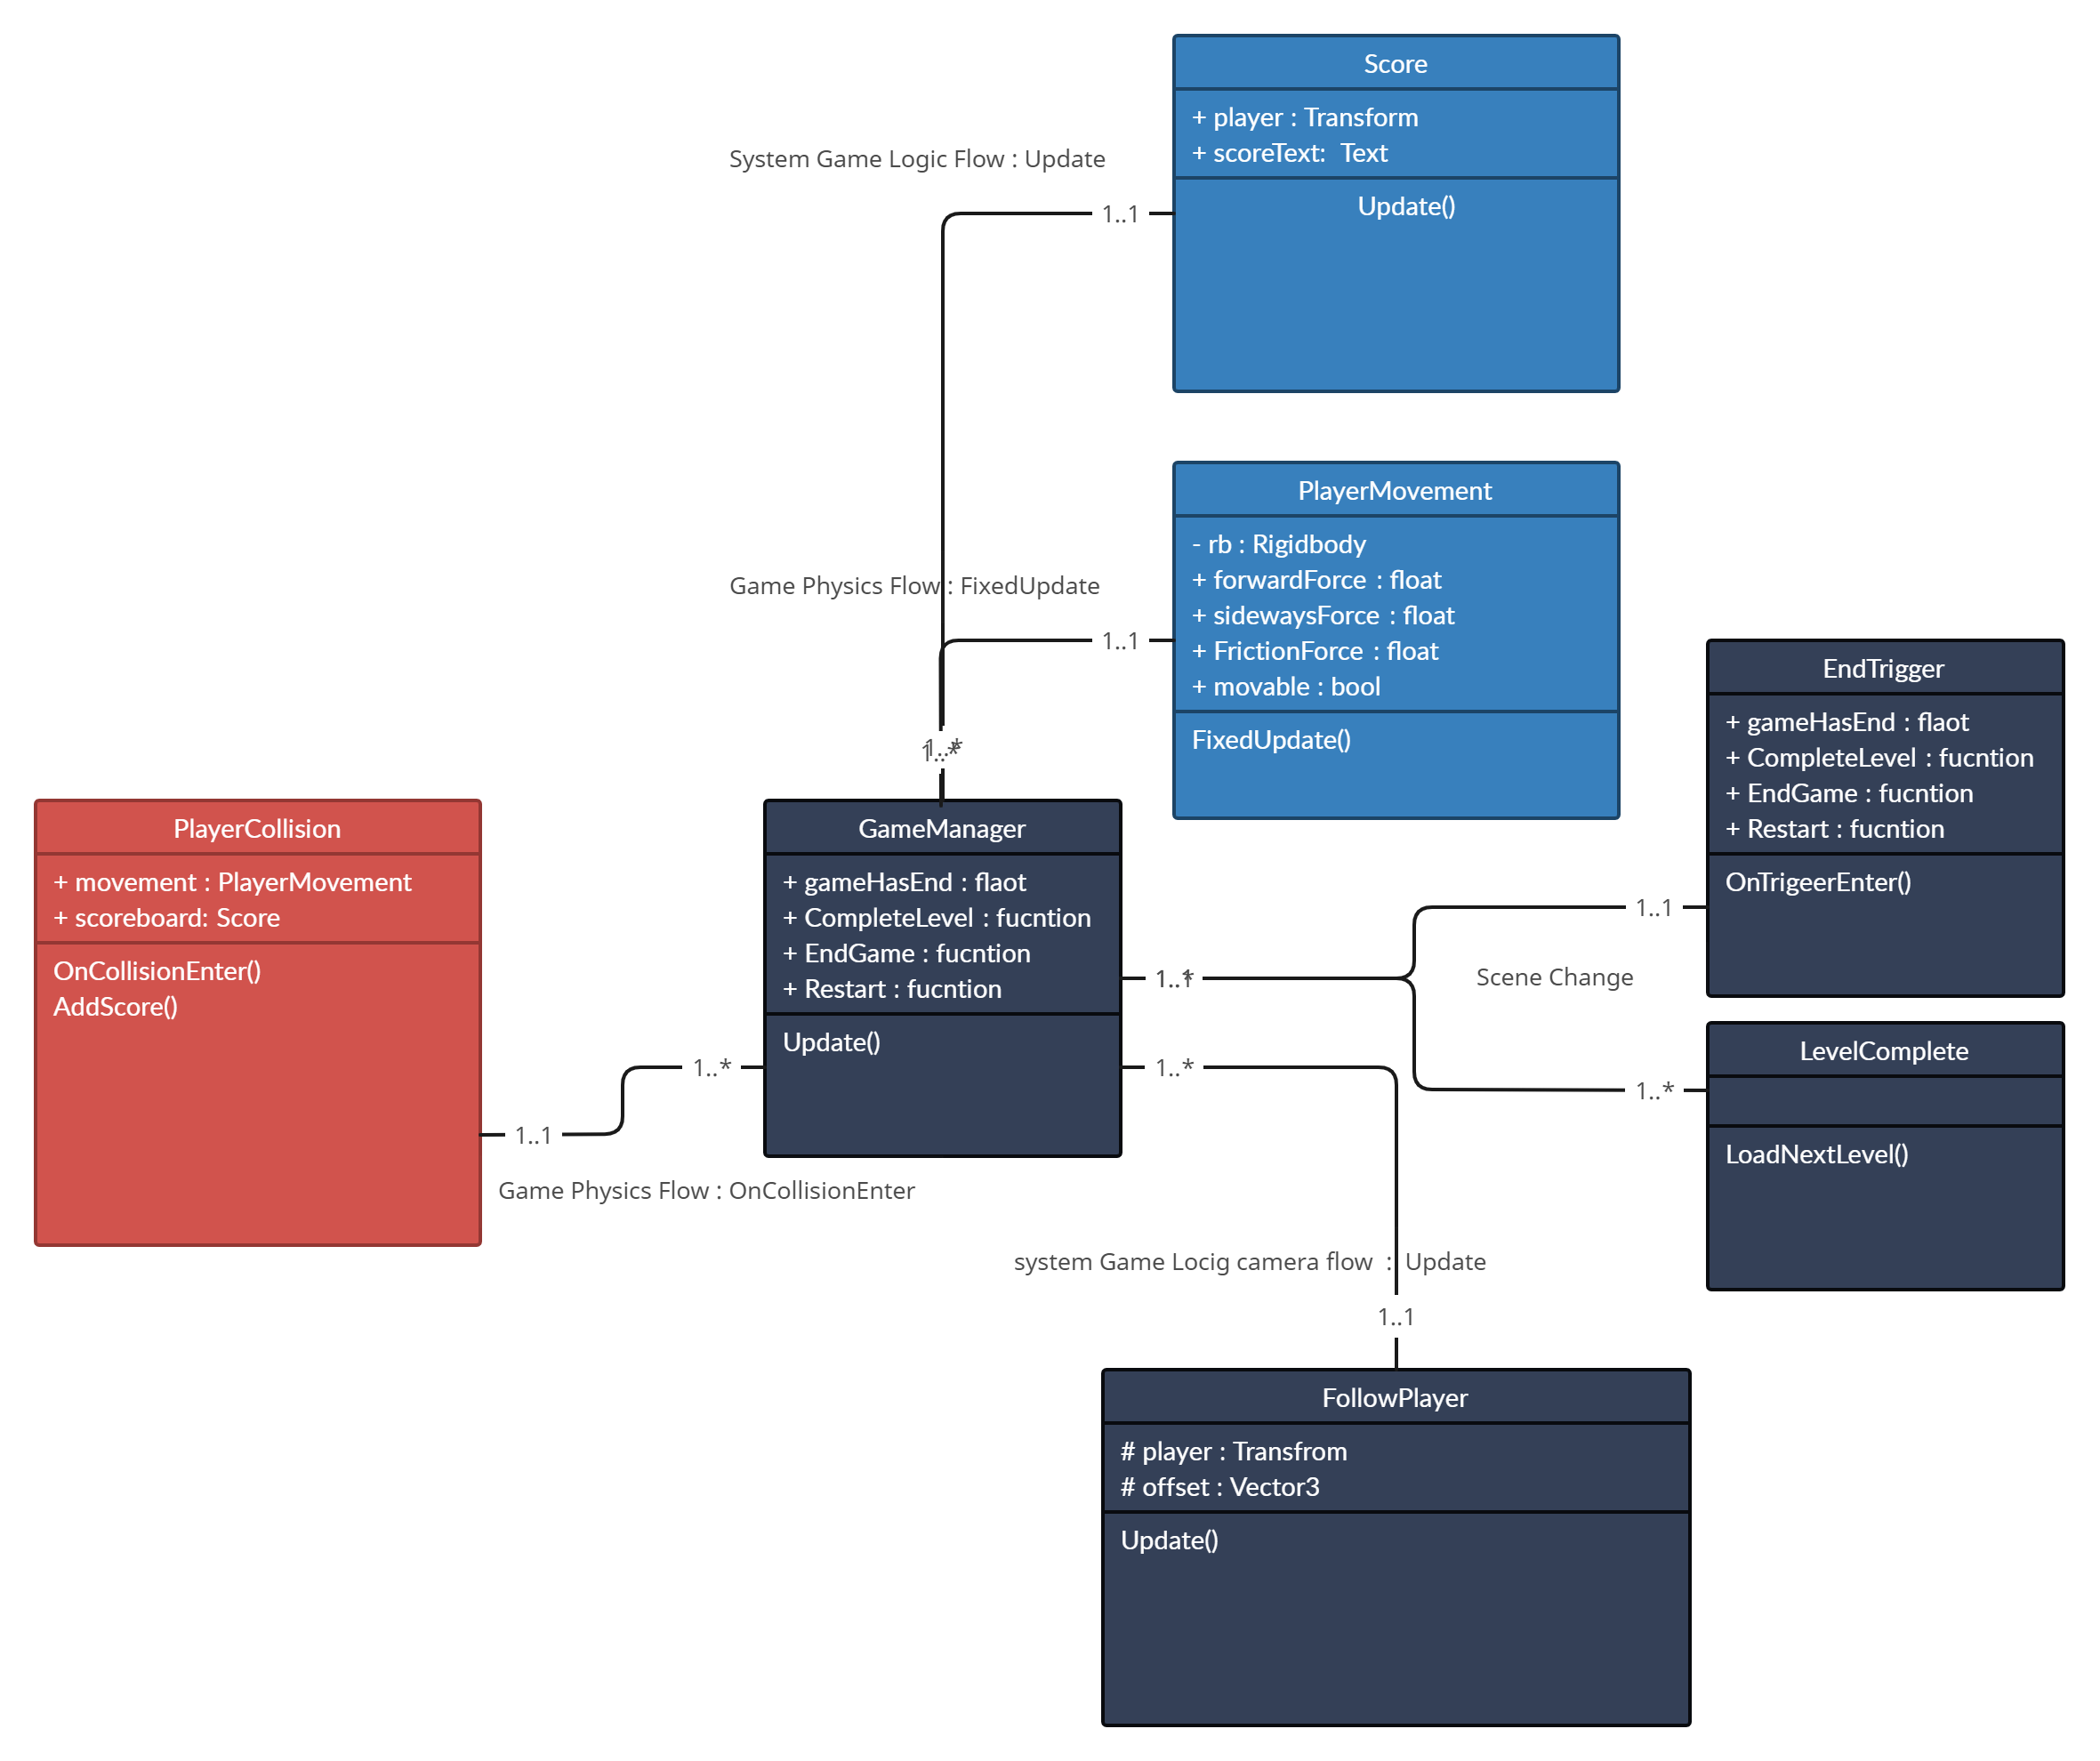 Score
+ player : Transform
+ scoreText:  Text
Update()
System Game Logic Flow : Update
1..1
PlayerMovement
- rb : Rigidbody
+ forwardForce : float
+ sidewaysForce : float
+ FrictionForce : float
+ movable : bool
FixedUpdate()
Game Physics Flow : FixedUpdate
1..1
1..*
1..*
EndTrigger
+ gameHasEnd : flaot
+ CompleteLevel : fucntion
+ EndGame : fucntion
+ Restart : fucntion
OnTrigeerEnter()
PlayerCollision
+ movement : PlayerMovement
+ scoreboard: Score
OnCollisionEnter()
AddScore()
GameManager
+ gameHasEnd : flaot
+ CompleteLevel : fucntion
+ EndGame : fucntion
+ Restart : fucntion
Update()
1..1
Scene Change
LevelComplete
LoadNextLevel()
1..*
1..*
1..*
1..1
Game Physics Flow : OnCollisionEnter
system Game Locig camera flow  :  Update
1..1
FollowPlayer
# player : Transfrom
# offset : Vector3
Update()